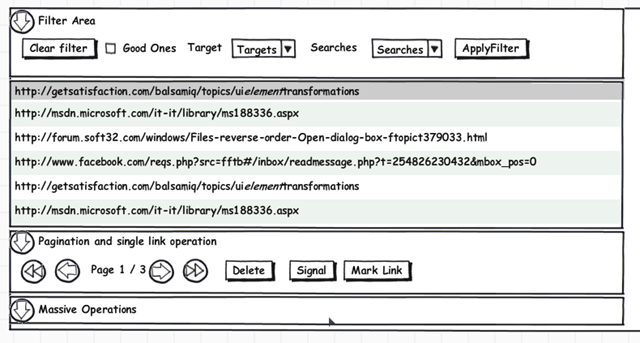 Filter Area
Clear filter Good Ones Target Targets Searches Searches ApplyFilter
http://getsatisfaction.com/balsamiq/topics/uielementtransformations
http://msdn.microsoft.com/it-it/library/ms188336.aspx
http://forum.soft32.com/windows/Files-reverse-order-Open-dialog-box-ftopict379033.html
http://www.facebook.com/reqs.php?src=fftb#/inbox/readmessage.php?t=254826230432&mbox_pos=0
http://getsatisfaction.com/balsamiq/topics/uielementtransformations
http://msdn.microsoft.com/it-it/library/ms188336.aspx
Pagination and single link operation
Page 1 / 3 Delete Signal Mark Link
Massive Operations